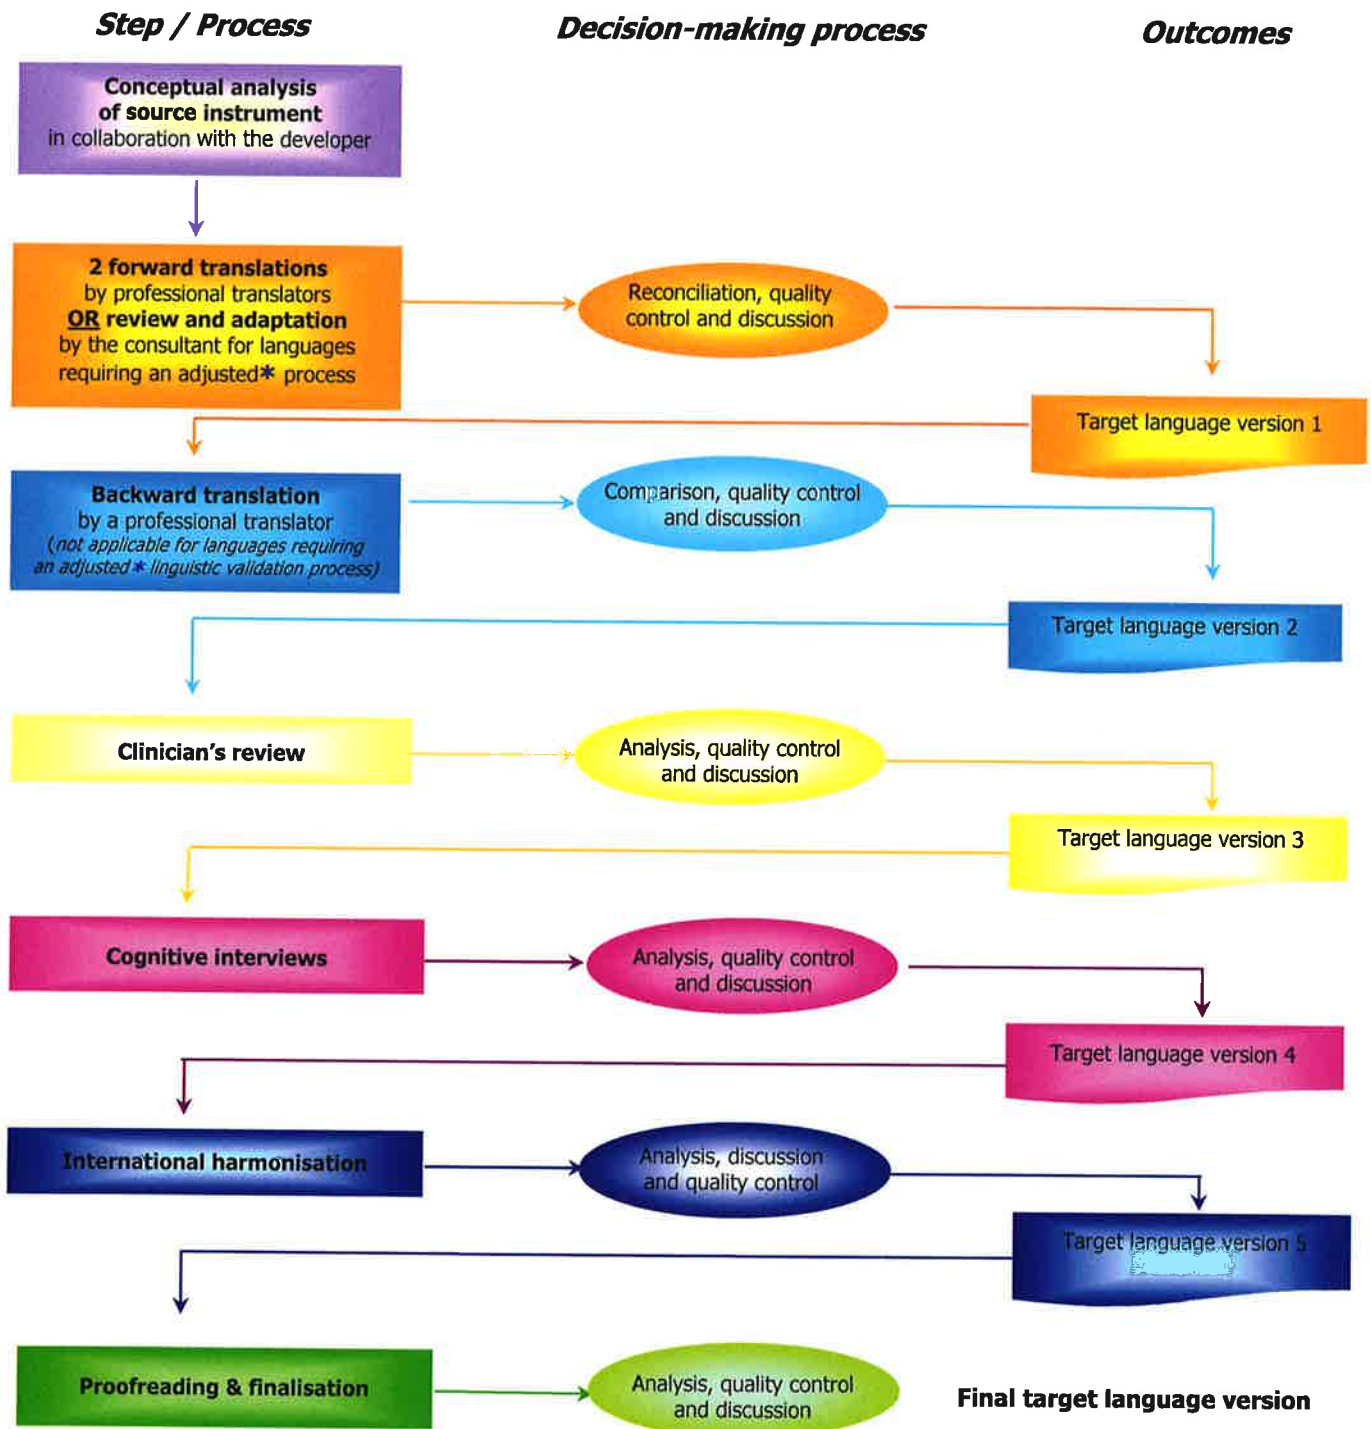 Step / Process
Decision-making process
Outcomes
Conceptual analysis
of source instrument
in collaboration with the developer
2 forward translations
by professional translators
OR review and adaptation
by the consultant for languages
requiring an adjusted* process
Reconciliation, quality
control and discussion
Target language version 1
Backward translation
by a professional translator
(not applicable for languages requiring
an adjusted* linguistic validation process)
Comparison, quality control
and discussion
Target language version 2
Clinician's review
Analysis, quality control
and discussion
Target language version 3
Cognitive interviews
Analysis, quality control
and discussion
Target language version 4
International harmonisation
Analysis, discussion
and quality control
Target language version 5
Proofreading & finalisation
Analysis, quality control
and discussion
Final target language version